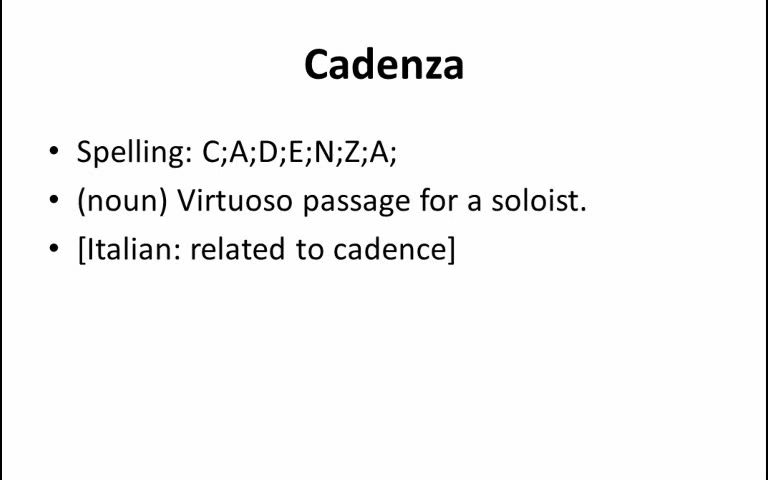 Cadenza
• Spelling: C;A;D;E;N;Z;A;
• (noun) Virtuoso passage for a soloist.
• [Italian: related to cadence]